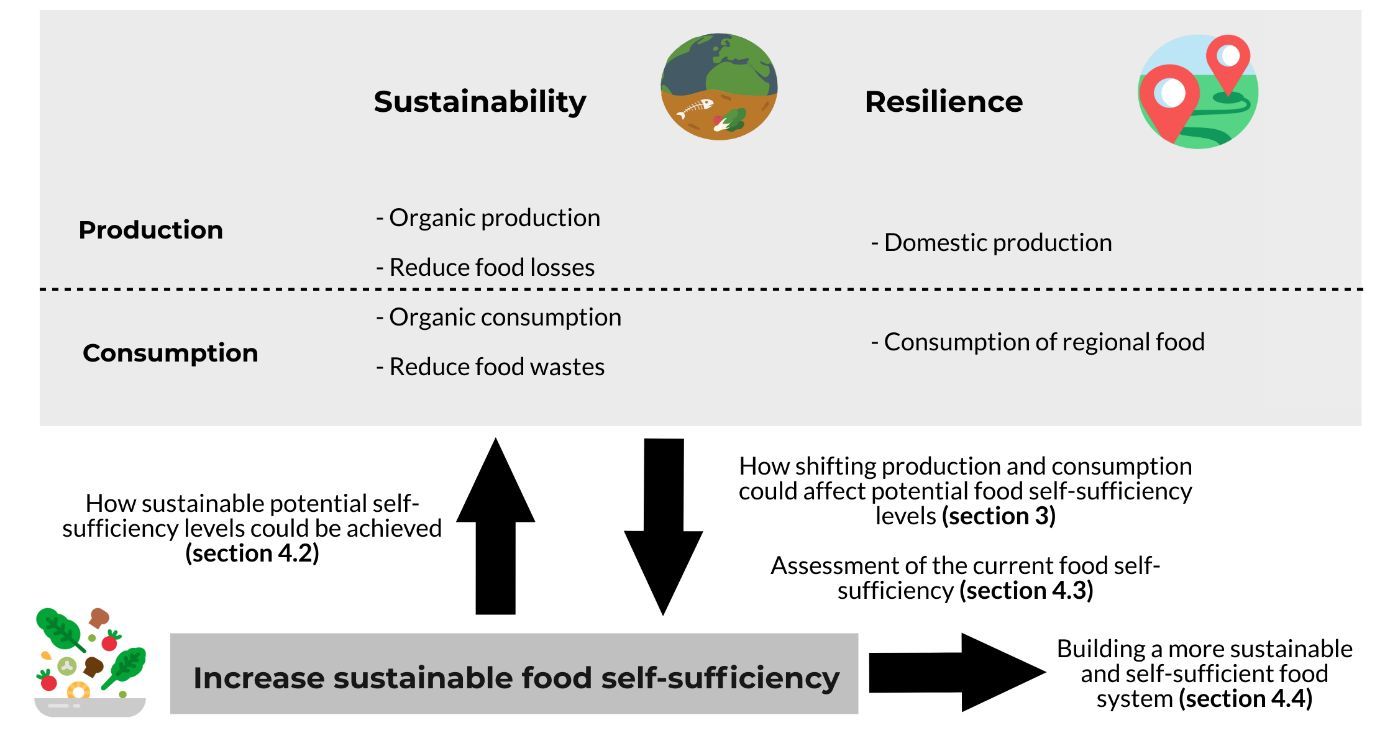 Sustainability
Resilience
Production
- Organic production
- Reduce food losses
- Domestic production
Consumption
- Organic consumption
- Reduce food wastes
- Consumption of regional food
How sustainable potential self-
sufficiency levels could be achieved
(section 4.2)
How shifting production and consumption
could affect potential food self-sufficiency
levels (section 3)
Assessment of the current food self-
sufficiency (section 4.3)
Increase sustainable food self-sufficiency
Building a more sustainable
and self-sufficient food
system (section 4.4)